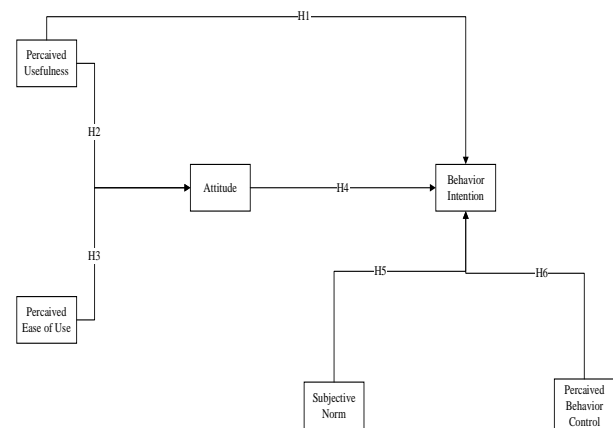 H1
Percaived
Usefulness
H2
Attitude
H4
Behavior
Intention
H3
H5
H6
Percaived
Ease of Use
Subjective
Norm
Percaived
Behavior
Control